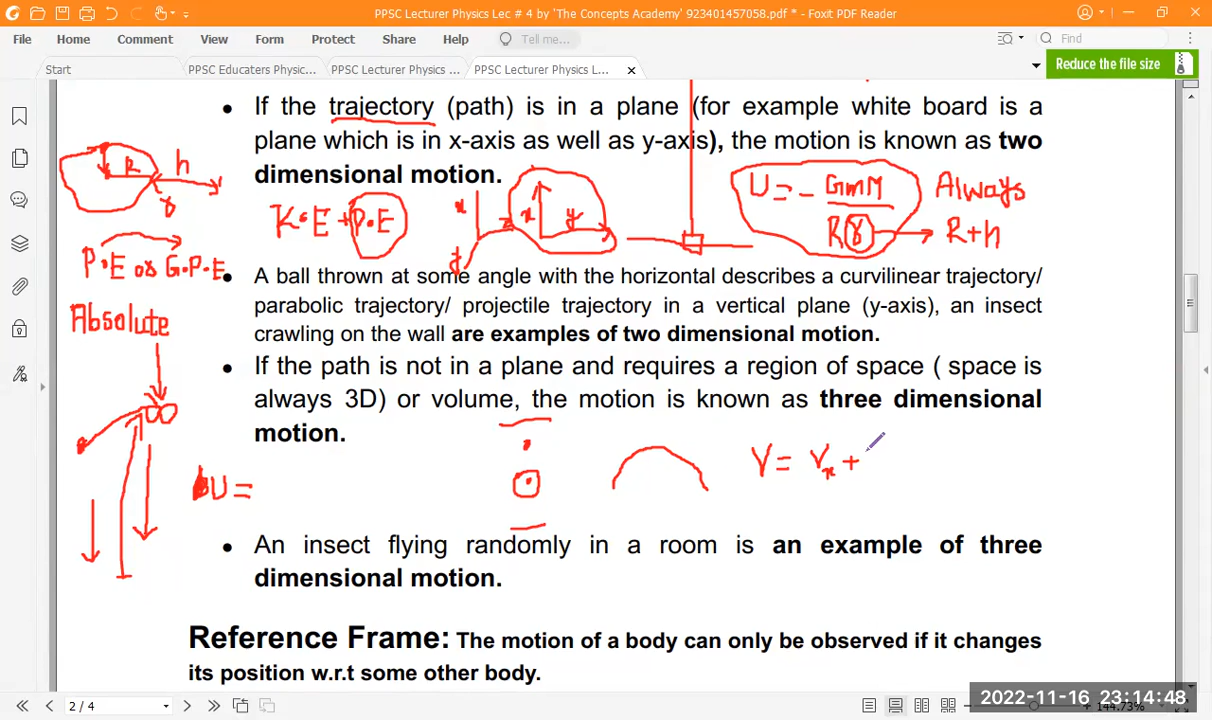 PPSC Lecturer Physics Lec # 4 by 'The Concepts Academy' 923401457058.pdf * - Foxit PDF Reader
File Home Comment View Form Protect Share Help Tell me... Find
Start PPSC Educaters Physic... PPSC Lecturer Physics ... PPSC Lecturer Physics L...
Reduce the file size
• If the trajectory (path) is in a plane (for example white board is a
plane which is in x-axis as well as y-axis), the motion is known as two
dimensional motion.
R h
r
K.E + P.E
x
y
x y
U = - GmM
R r
Always
R+h
P.E or G.P.E
• A ball thrown at some angle with the horizontal describes a curvilinear trajectory/
parabolic trajectory/ projectile trajectory in a vertical plane (y-axis), an insect
crawling on the wall are examples of two dimensional motion.
Absolute
• If the path is not in a plane and requires a region of space ( space is
always 3D) or volume, the motion is known as three dimensional
motion.
U =
V = Vx +
• An insect flying randomly in a room is an example of three
dimensional motion.
Reference Frame: The motion of a body can only be observed if it changes
its position w.r.t some other body.
2 / 4
144.73%
2022-11-16 23:14:48